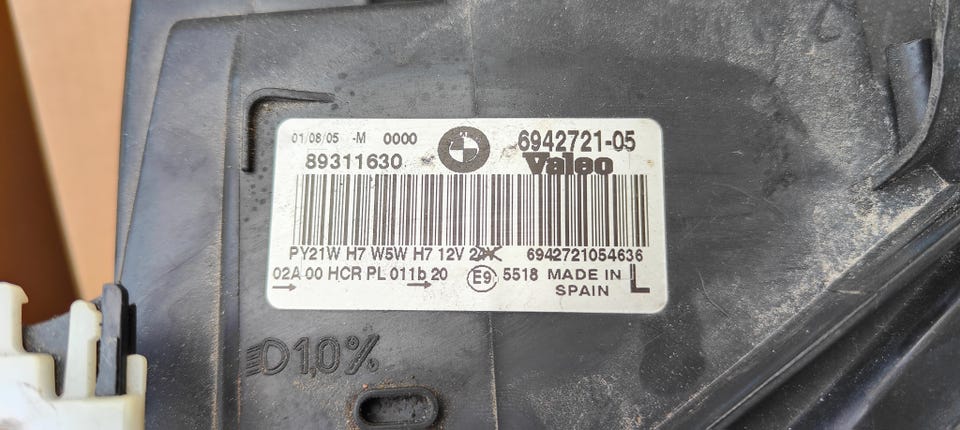 01/08/05 -M 0000
6942721-05
89311630
Valeo
PY21W H7 W5W H7 12V 24V
6942721054636
02A 00 HCR PL 011b 20
E9 5518 MADE IN SPAIN L
1,0%